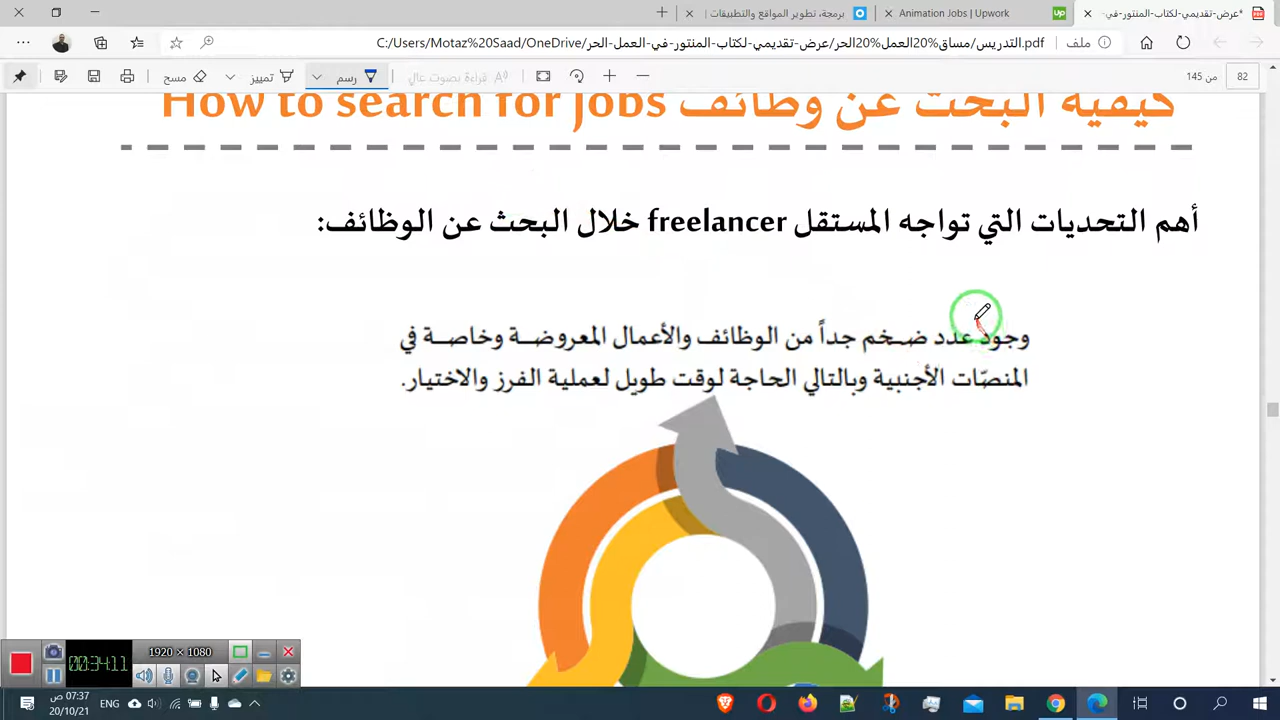 *عرض-تقديمي-لكتاب-المنتور-في-
Animation Jobs | Upwork
برمجة، تطوير المواقع والتطبيقات |
ملف
C:/Users/Motaz%20Saad/OneDrive/التدريس/مساق%20العمل%20الحر/عرض-تقديمي-لكتاب-المنتور-في-العمل-الحر.pdf
82 من 145
قراءة بصوت عالٍ
رسم
تمييز
مسح
كيفية البحث عن وظائف How to search for jobs
أهم التحديات التي تواجه المستقل freelancer خلال البحث عن الوظائف:
وجود عدد ضخم جداً من الوظائف والأعمال المعروضة وخاصة في
المنصّات الأجنبية وبالتالي الحاجة لوقت طويل لعملية الفرز والاختيار.
1920 × 1080
00:34:11
ENG
07:37 ص
20/10/21